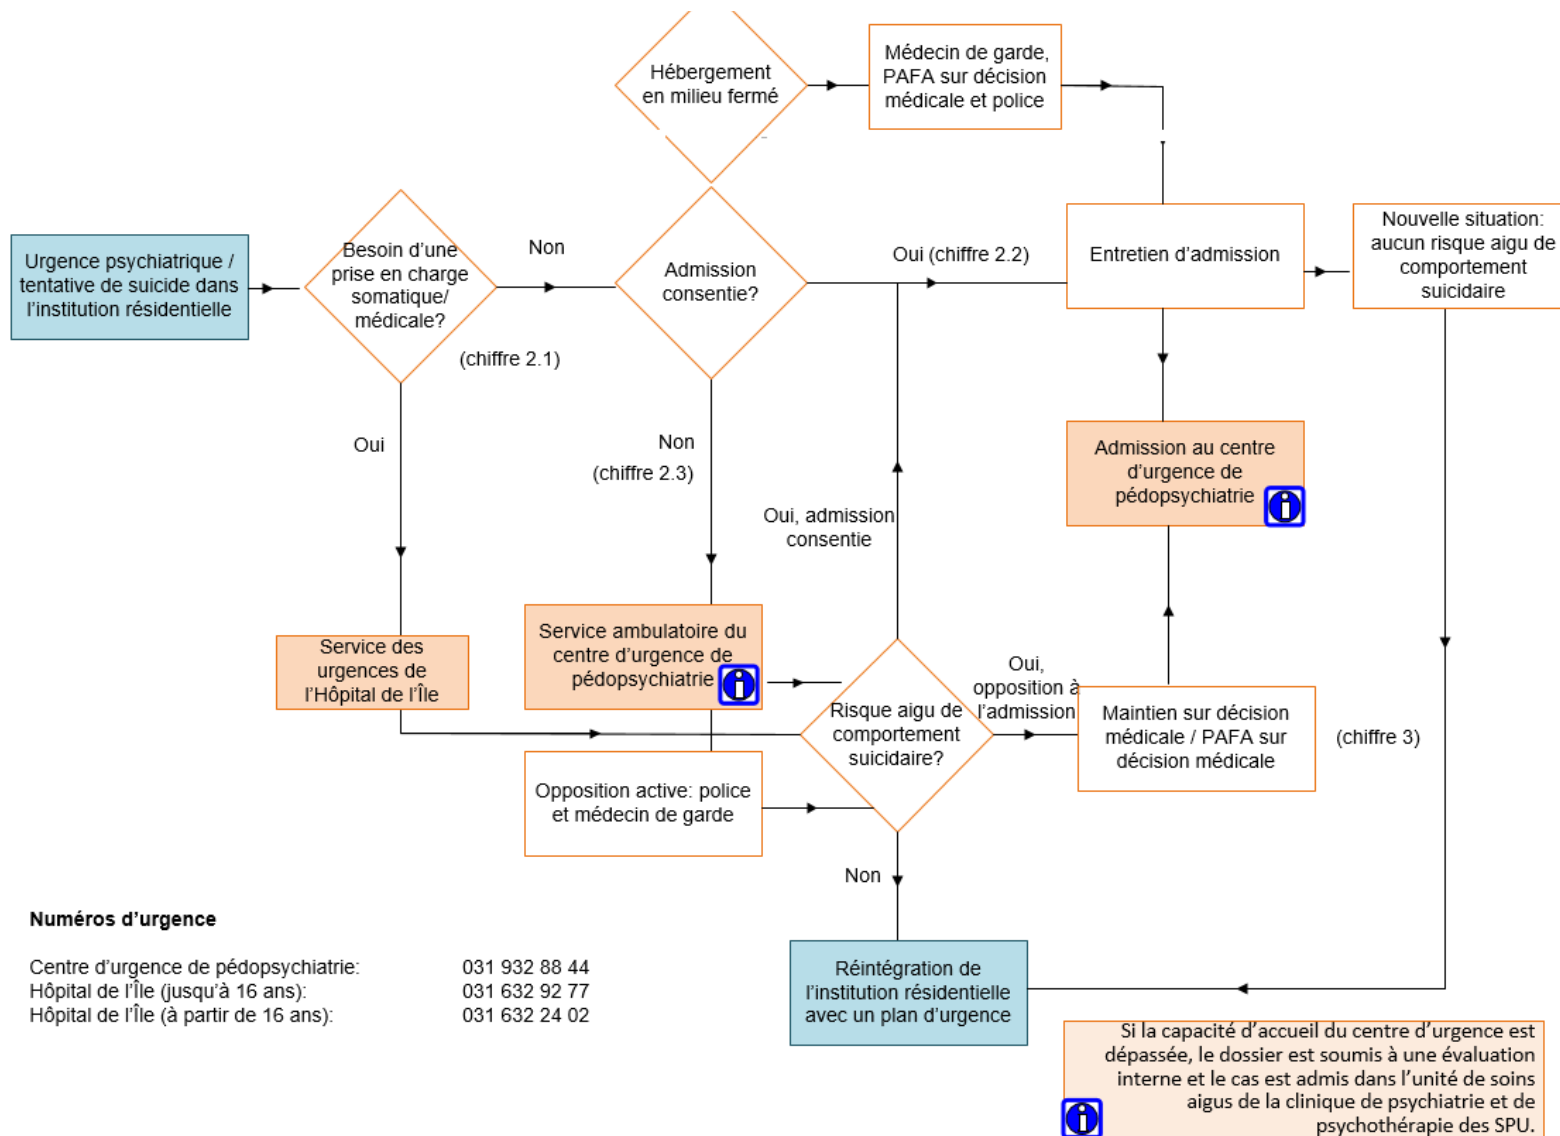 Hébergement
en milieu fermé
Médecin de garde,
PAFA sur décision
médicale et police
Urgence psychiatrique /
tentative de suicide dans
l’institution résidentielle
Besoin d’une
prise en charge
somatique/
médicale?
Non
(chiffre 2.1)
Admission
consentie?
Oui (chiffre 2.2)
Entretien d’admission
Nouvelle situation:
aucun risque aigu de
comportement
suicidaire
Oui
Non
(chiffre 2.3)
Oui, admission
consentie
Admission au centre
d’urgence de
pédopsychiatrie
Service des
urgences de
l’Hôpital de l’Île
Service ambulatoire du
centre d’urgence de
pédopsychiatrie
Risque aigu de
comportement
suicidaire?
Oui,
opposition à
l’admission
Maintien sur décision
médicale / PAFA sur
décision médicale
(chiffre 3)
Opposition active: police
et médecin de garde
Non
Réintégration de
l’institution résidentielle
avec un plan d’urgence
Numéros d’urgence
Centre d’urgence de pédopsychiatrie: 031 932 88 44
Hôpital de l’Île (jusqu’à 16 ans): 031 632 92 77
Hôpital de l’Île (à partir de 16 ans): 031 632 24 02
Si la capacité d’accueil du centre d’urgence est
dépassée, le dossier est soumis à une évaluation
interne et le cas est admis dans l’unité de soins
aigus de la clinique de psychiatrie et de
psychothérapie des SPU.